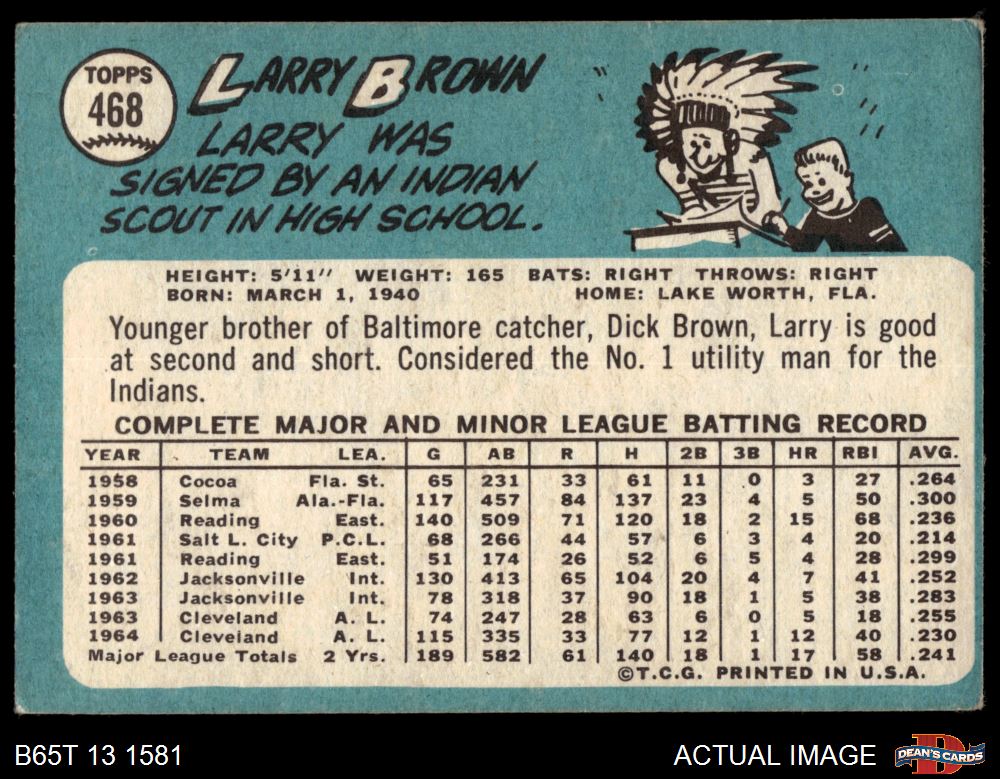 TOPPS
468
LARRY BROWN
LARRY WAS
SIGNED BY AN INDIAN
SCOUT IN HIGH SCHOOL.
HEIGHT: 5'11" WEIGHT: 165 BATS: RIGHT THROWS: RIGHT
BORN: MARCH 1, 1940 HOME: LAKE WORTH, FLA.
Younger brother of Baltimore catcher, Dick Brown, Larry is good
at second and short. Considered the No. 1 utility man for the
Indians.
COMPLETE MAJOR AND MINOR LEAGUE BATTING RECORD
YEAR TEAM LEA. G AB R H 2B 3B HR RBI AVG.
1958 Cocoa Fla. St. 65 231 33 61 11 0 3 27 .264
1959 Selma Ala.-Fla. 117 457 84 137 23 4 5 50 .300
1960 Reading East. 140 509 71 120 18 2 15 68 .236
1961 Salt L. City P.C.L. 68 266 44 57 6 3 4 20 .214
1961 Reading East. 51 174 26 52 6 5 4 28 .299
1962 Jacksonville Int. 130 413 65 104 20 4 7 41 .252
1963 Jacksonville Int. 78 318 37 90 18 1 5 38 .283
1963 Cleveland A. L. 74 247 28 63 6 0 5 18 .255
1964 Cleveland A. L. 115 335 33 77 12 1 12 40 .230
Major League Totals 2 Yrs. 189 582 61 140 18 1 17 58 .241
©T.C.G. PRINTED IN U.S.A.
B65T 13 1581 ACTUAL IMAGE DEAN'S CARDS